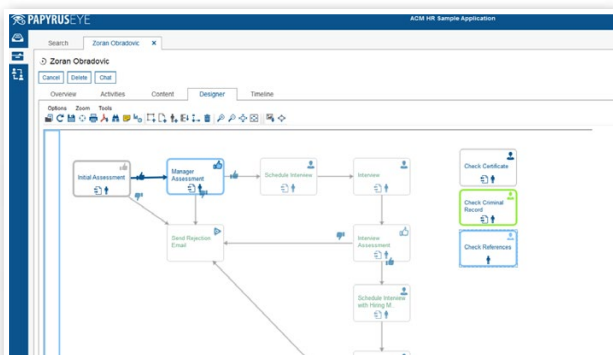 PAPYRUSEYE
ACM HR Sample Application
Search
Zoran Obradovic
Zoran Obradovic
Cancel
Delete
Chat
Overview
Activities
Content
Designer
Timeline
Options
Zoom
Tools
Initial Assessment
Manager
Assessment
Schedule Interview
Interview
Check Certificate
Check Criminal
Record
Send Rejection
Email
Interview
Assessment
Check References
Schedule Interview
with Hiring M...